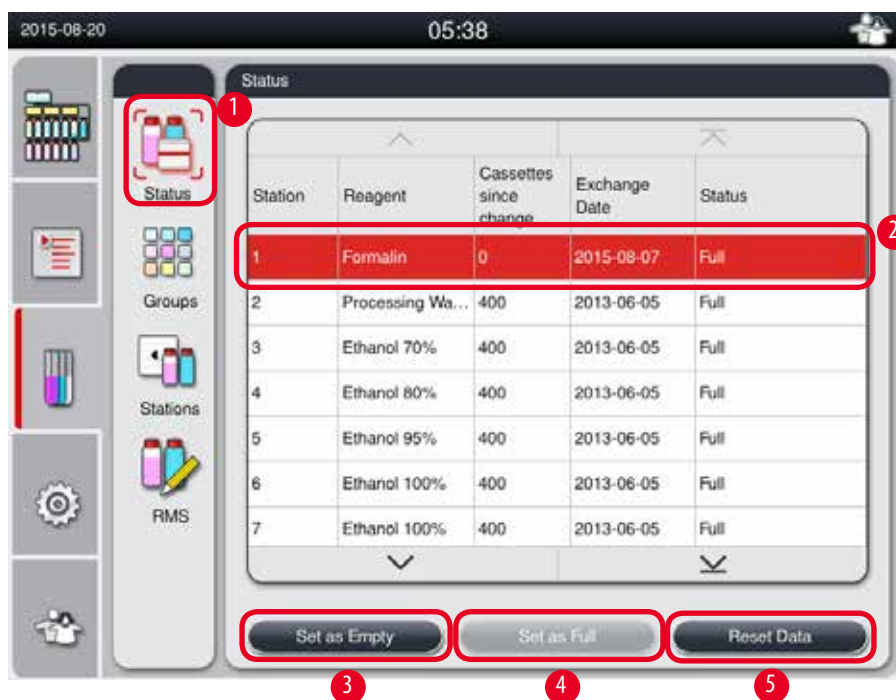 2015-08-20 05:38
Status
1
Status
Station Reagent Cassettes since change Exchange Date Status
2
1 Formalin 0 2015-08-07 Full
Groups
2 Processing Wa... 400 2013-06-05 Full
3 Ethanol 70% 400 2013-06-05 Full
Stations
4 Ethanol 80% 400 2013-06-05 Full
5 Ethanol 95% 400 2013-06-05 Full
6 Ethanol 100% 400 2013-06-05 Full
RMS
7 Ethanol 100% 400 2013-06-05 Full
Set as Empty Set as Full Reset Data
3 4 5